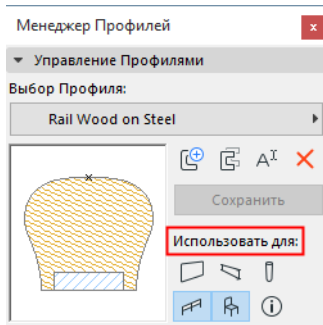 Менеджер Профилей
x
Управление Профилями
Выбор Профиля:
Rail Wood on Steel
Сохранить
Использовать для: